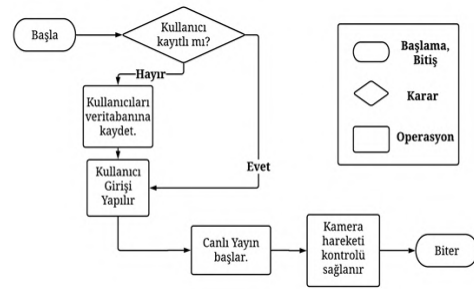 Başla
Kullanıcı
kayıtlı mı?
Hayır
Evet
Kullanıcıları
veritabanına
kaydet.
Kullanıcı
Girişi
Yapılır
Canlı Yayın
başlar.
Kamera
hareketi
kontrolü
sağlanır
Biter
Başlama,
Bitiş
Karar
Operasyon